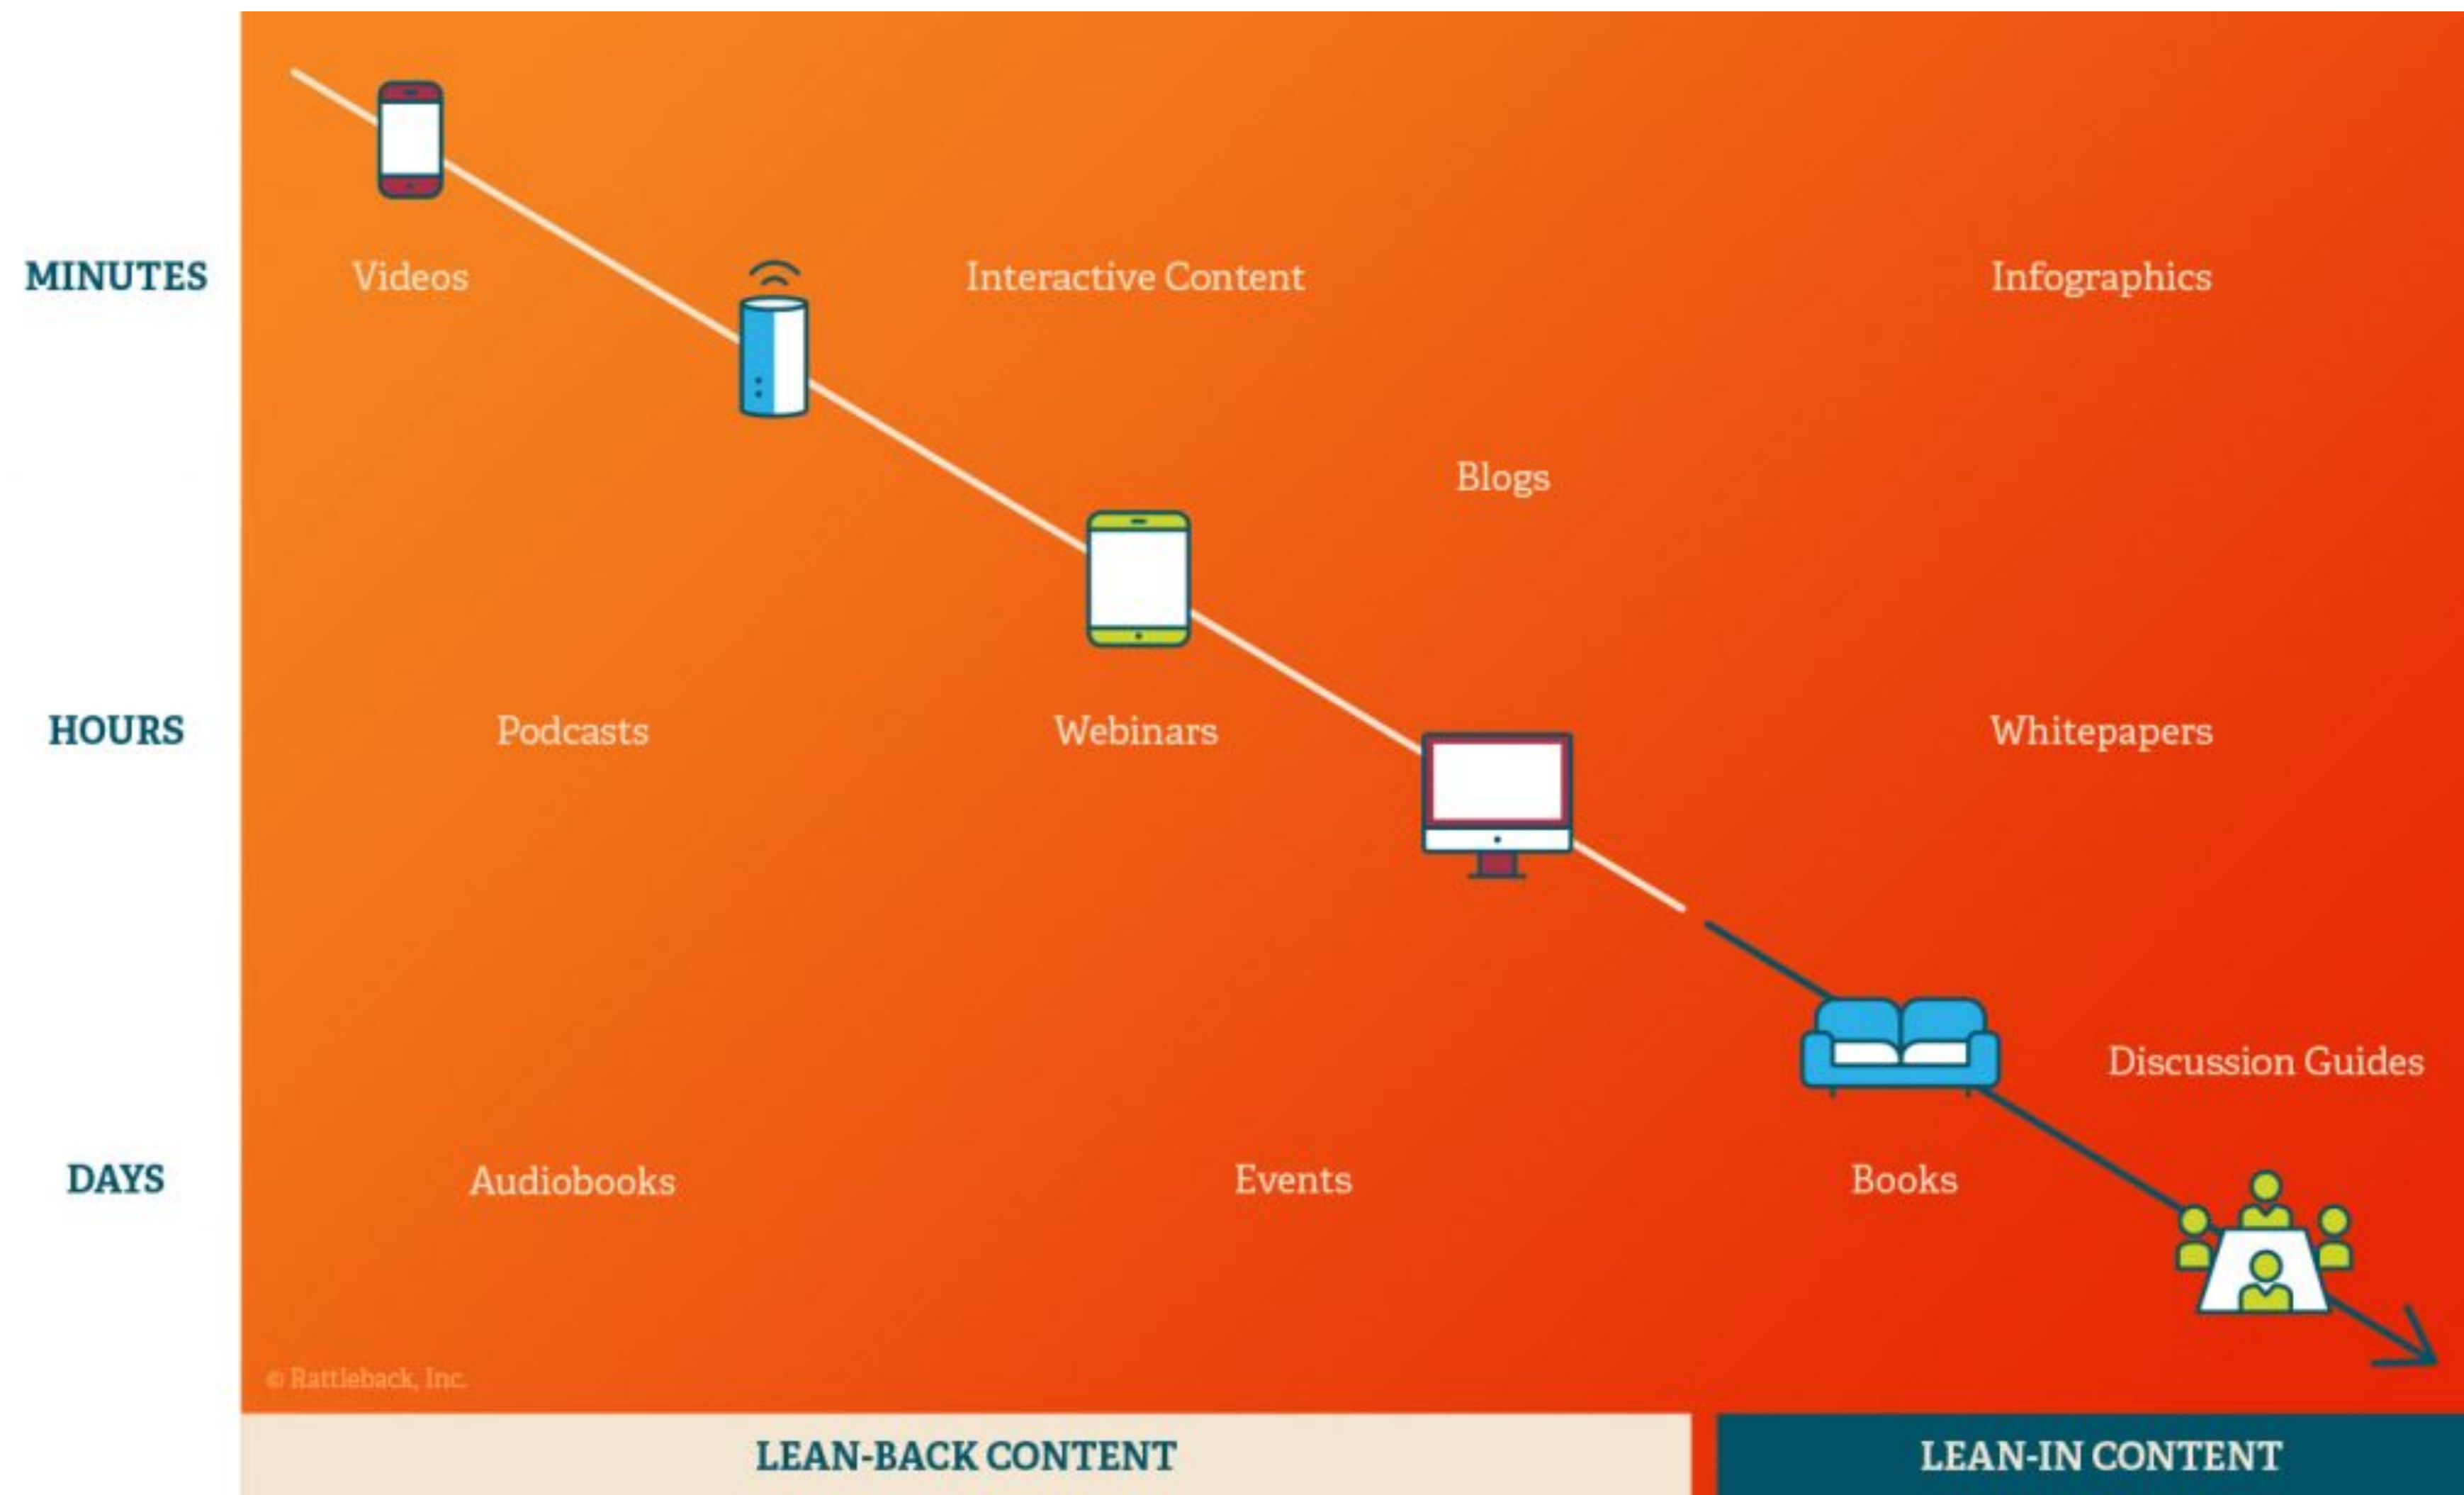 MINUTES Videos Interactive Content Infographics
Blogs
HOURS Podcasts Webinars Whitepapers
Discussion Guides
DAYS Audiobooks Events Books
© Rattleback, Inc.
LEAN-BACK CONTENT LEAN-IN CONTENT